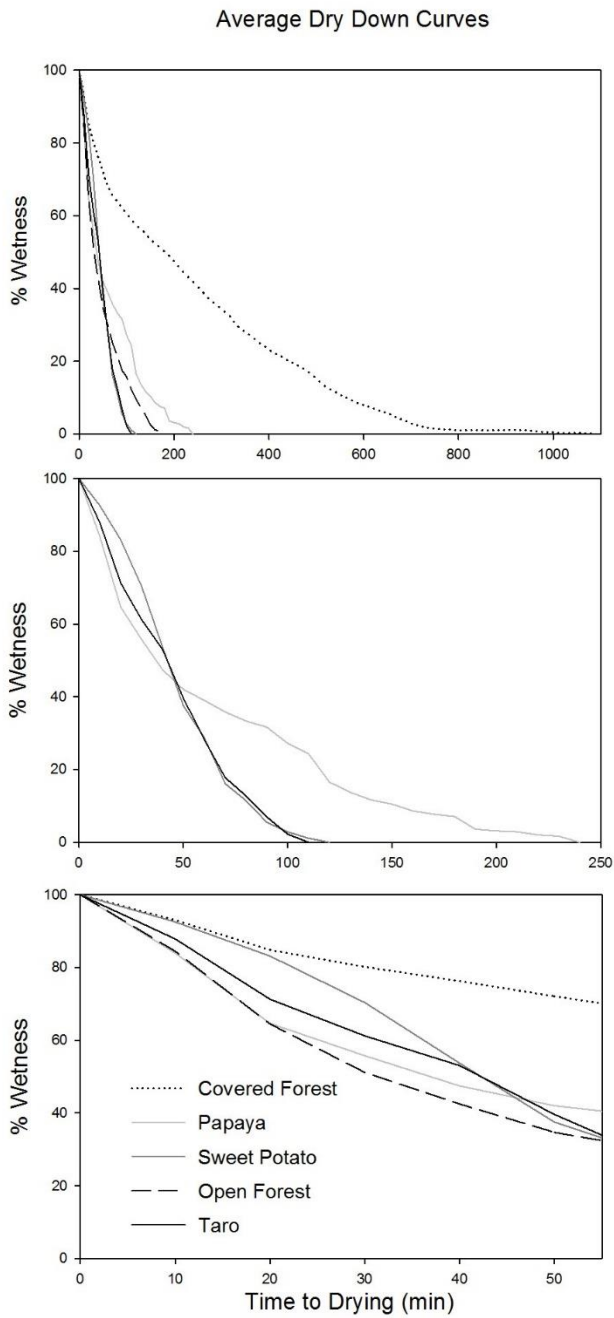 Average Dry Down Curves
100
80
60
40
20
0
% Wetness
0 200 400 600 800 1000
100
80
60
40
20
0
% Wetness
0 50 100 150 200 250
100
80
60
40
20
0
% Wetness
Covered Forest
Papaya
Sweet Potato
Open Forest
Taro
0 10 20 30 40 50
Time to Drying (min)